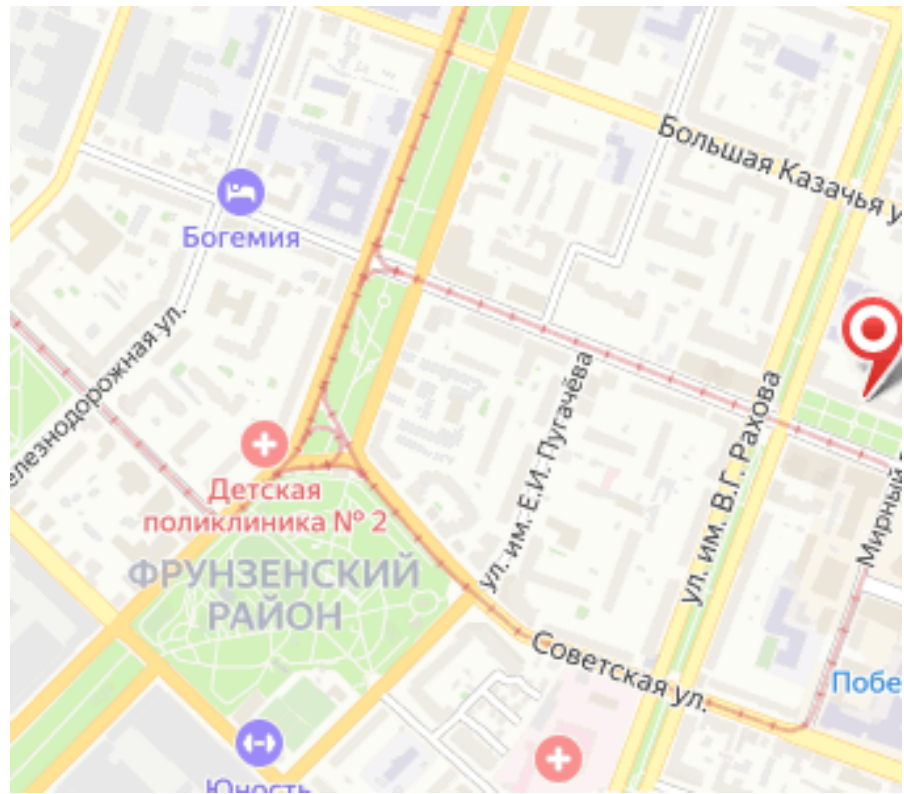 Большая Казачья у
Богемия
елезнодорожная ул.
ул. им. Е.И. Пугачёва
ул. им. В.Г. Рахова
Мирный
Детская
поликлиника № 2
ФРУНЗЕНСКИЙ
РАЙОН
Советская ул.
Побе
Юность